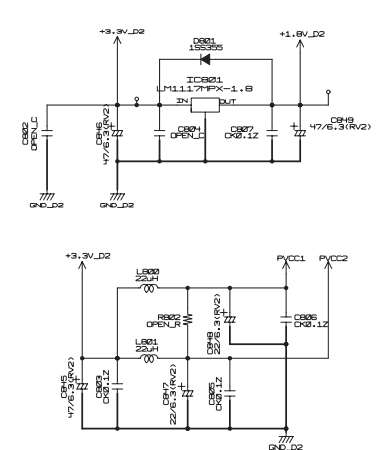 +3.3V_D2
D801
1SS355
+1.8V_D2
IC801
LM1117MPX-1.8
IN
OUT
C802
OPEN_C
C846
47/6.3(RV2)
C804
OPEN_C
C807
CK0.1Z
C849
47/6.3(RV2)
GND_D2
GND_D2
+3.3V_D2
L800
22uH
PVCC1
PVCC2
R802
OPEN_R
C848
22/6.3(RV2)
C806
CK0.1Z
L801
22uH
C845
47/6.3(RV2)
C803
CK0.1Z
C847
22/6.3(RV2)
C805
CK0.1Z
GND_D2